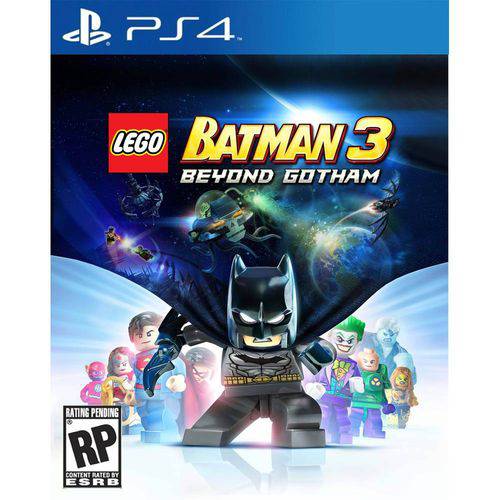 PS4
LEGO
BATMAN 3
BEYOND GOTHAM
RATING PENDING
RP
CONTENT RATED BY
ESRB